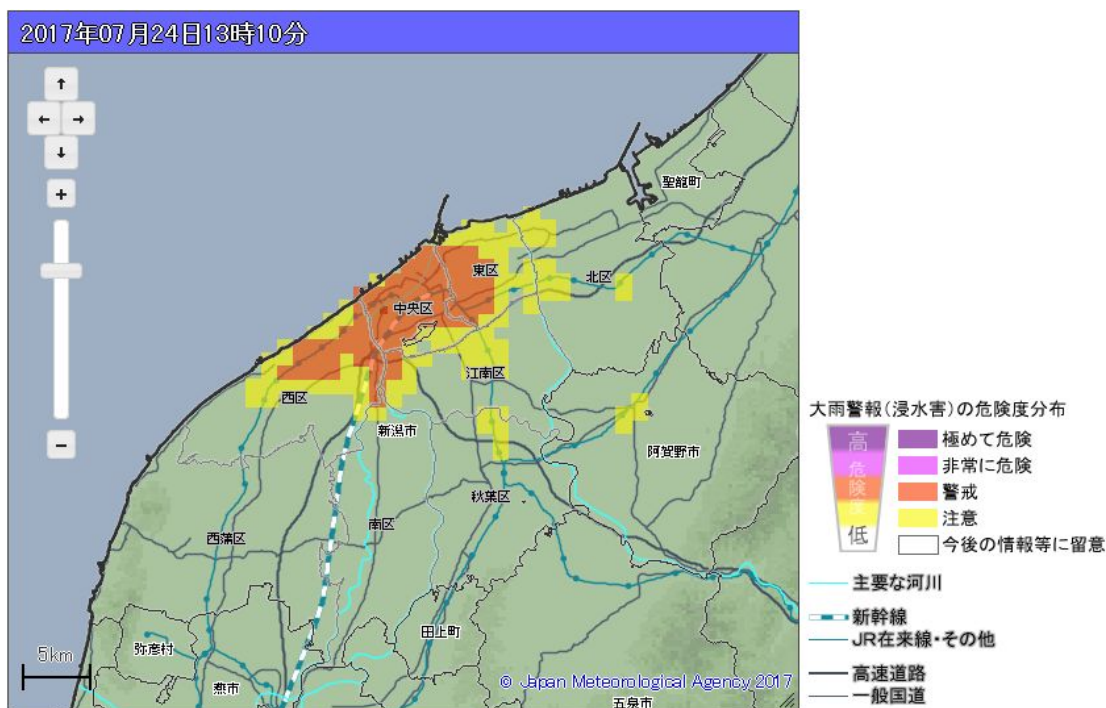 2017年07月24日13時10分
↑
← →
↓
+
−
聖籠町
東区
北区
中央区
江南区
西区
新潟市
阿賀野市
秋葉区
南区
西蒲区
田上町
弥彦村
5km
燕市
© Japan Meteorological Agency 2017
五泉市
大雨警報(浸水害)の危険度分布
高
危
険
度
低
極めて危険
非常に危険
警戒
注意
今後の情報等に留意
主要な河川
新幹線
JR在来線・その他
高速道路
一般国道